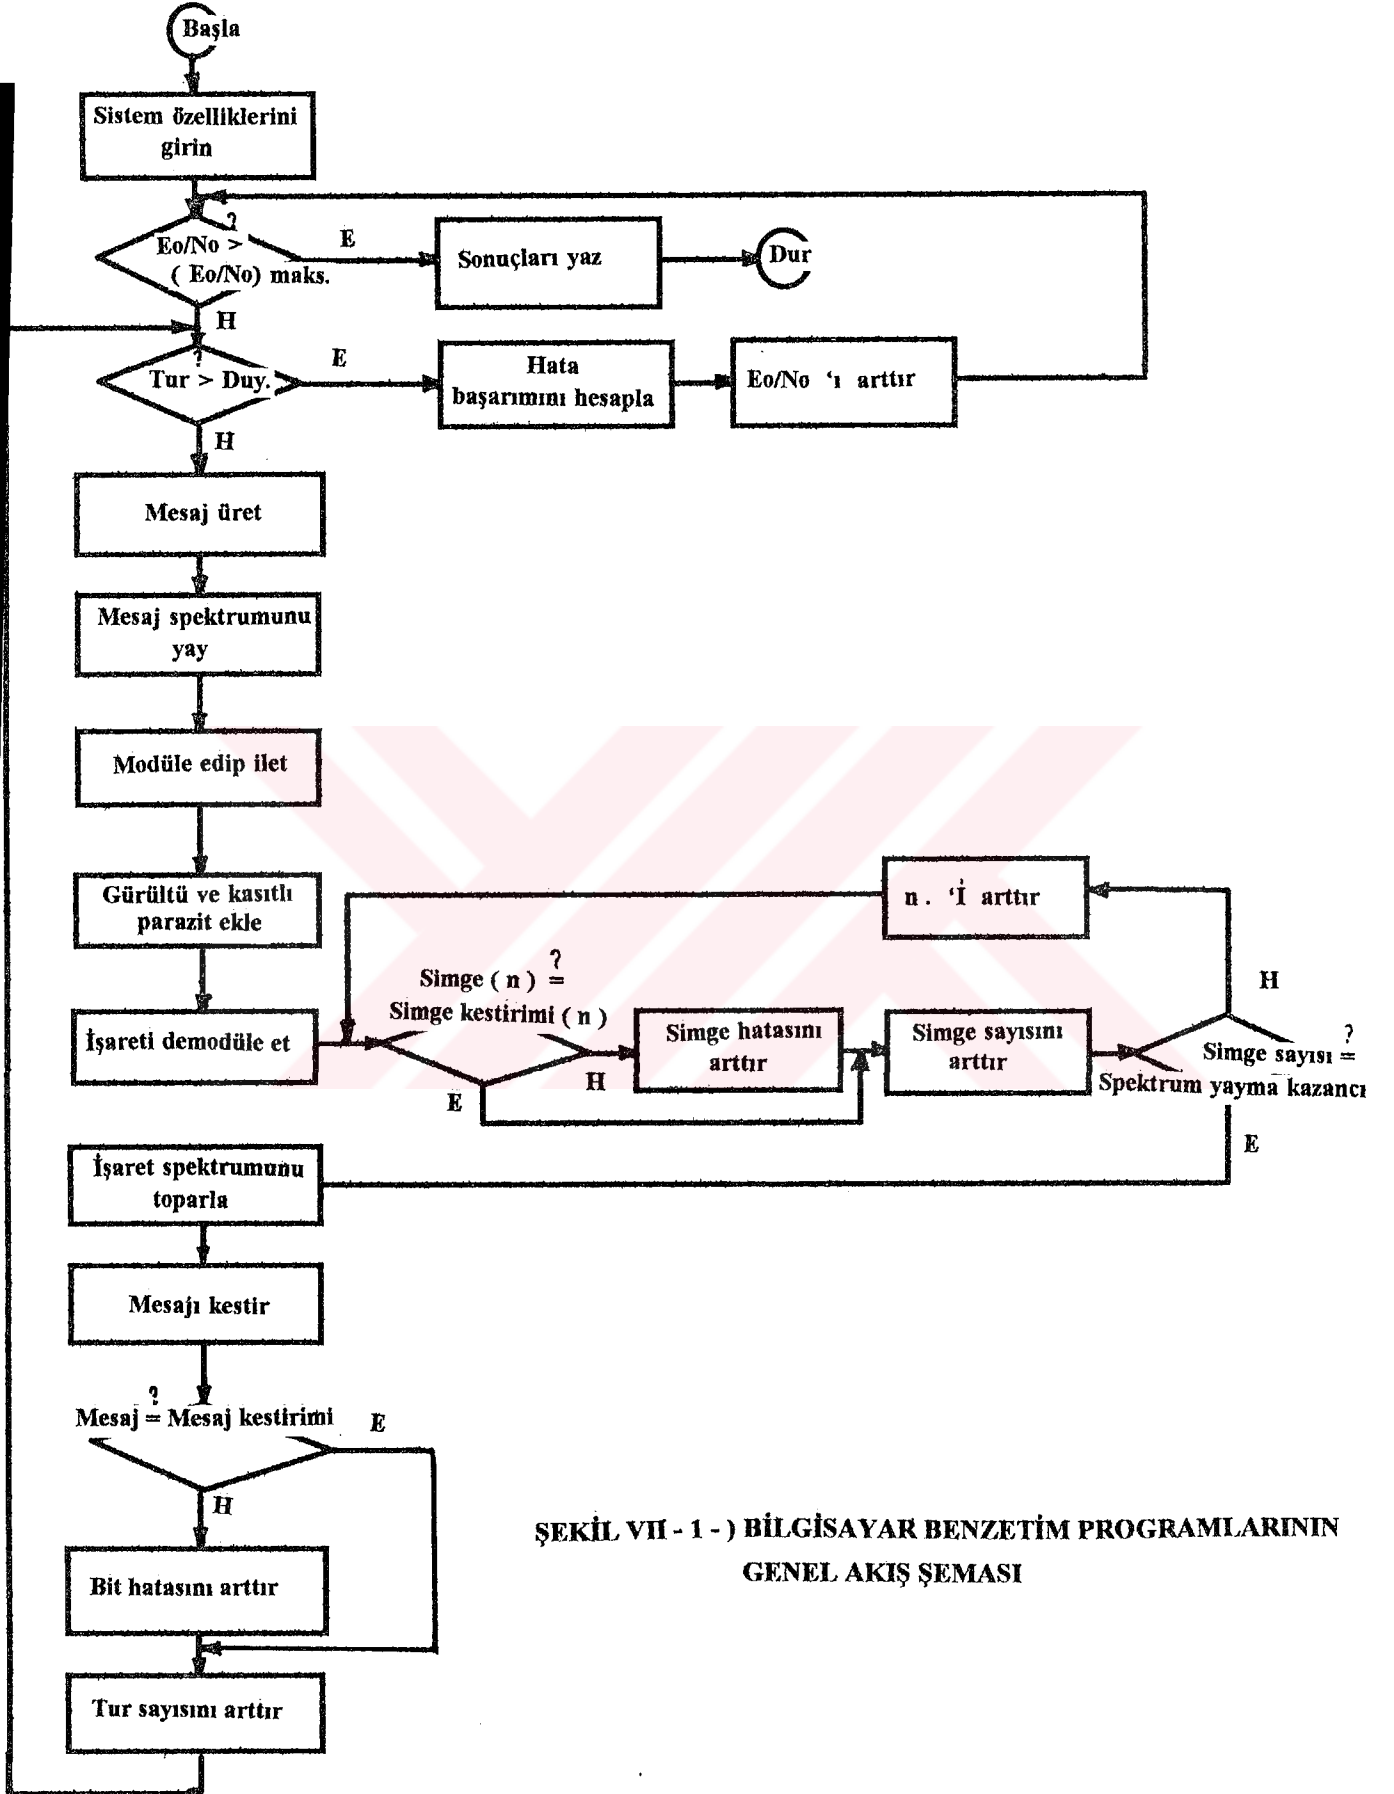 Başla
Sistem özelliklerini
girin
?
Eo/No >
( Eo/No) maks.
E
Sonuçları yaz
Dur
H
?
Tur > Duy.
E
Hata
başarımını hesapla
Eo/No 'ı arttır
H
Mesaj üret
Mesaj spektrumunu
yay
Modüle edip ilet
Gürültü ve kasıtlı
parazit ekle
n . 'İ arttır
?
Simge ( n ) =
Simge kestirimi ( n )
H
İşareti demodüle et
Simge hatasını
arttır
Simge sayısını
arttır
?
Simge sayısı =
Spektrum yayma kazancı
H
E
E
İşaret spektrumunu
toparla
Mesajı kestir
?
Mesaj = Mesaj kestirimi
E
H
Bit hatasını arttır
Tur sayısını arttır
ŞEKİL VII - 1 - ) BİLGİSAYAR BENZETİM PROGRAMLARININ
GENEL AKIŞ ŞEMASI